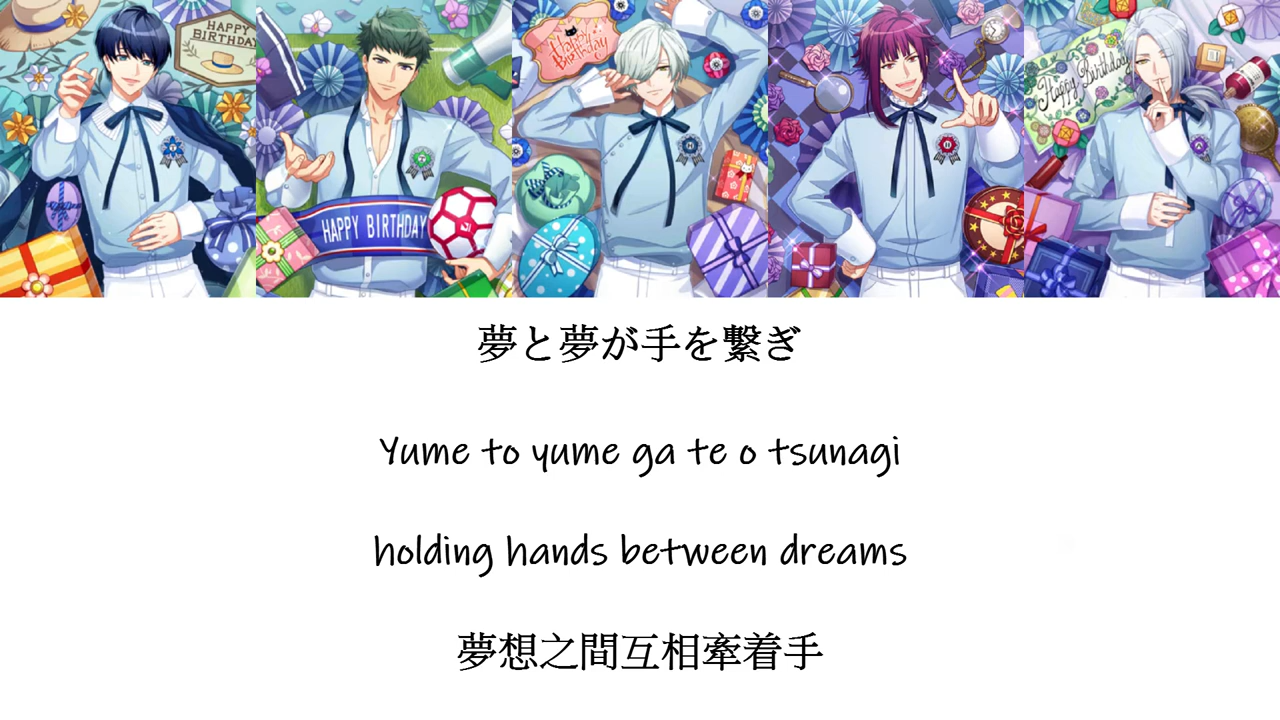 HAPPY
BIRTHDAY
HAPPY BIRTHDAY
Happy
Birthday
Happy Birthday
夢と夢が手を繋ぎ
Yume to yume ga te o tsunagi
holding hands between dreams
夢想之間互相牽着手